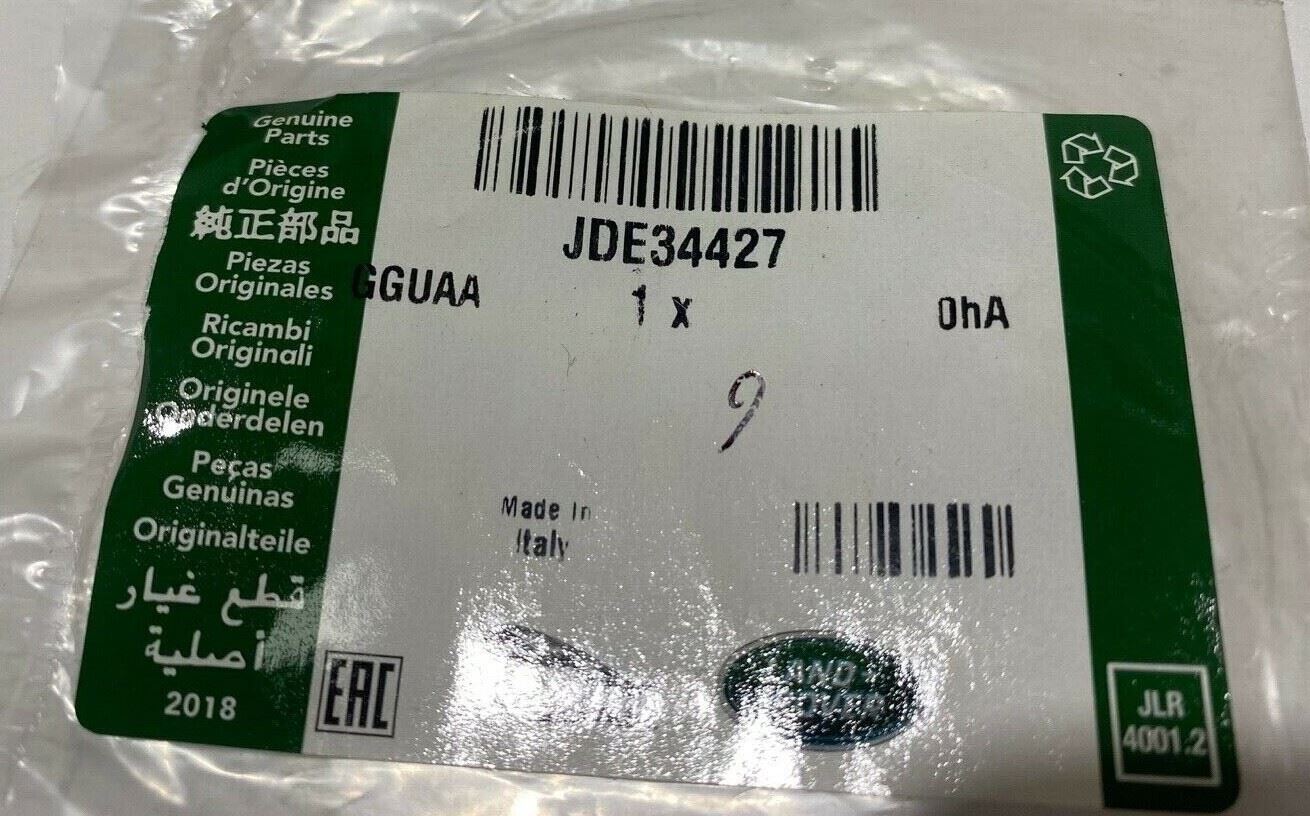 Genuine
Parts
Pièces
d'Origine
純正部品
Piezas
Originales
Ricambi
Originali
Originele
Onderdelen
Peças
Genuinas
Originalteile
قطع غيار
أصلية
2018
JDE34427
GGUAA
1 x
0hA
9
Made In
Italy
EAC
LAND
ROVER
JLR
4001.2